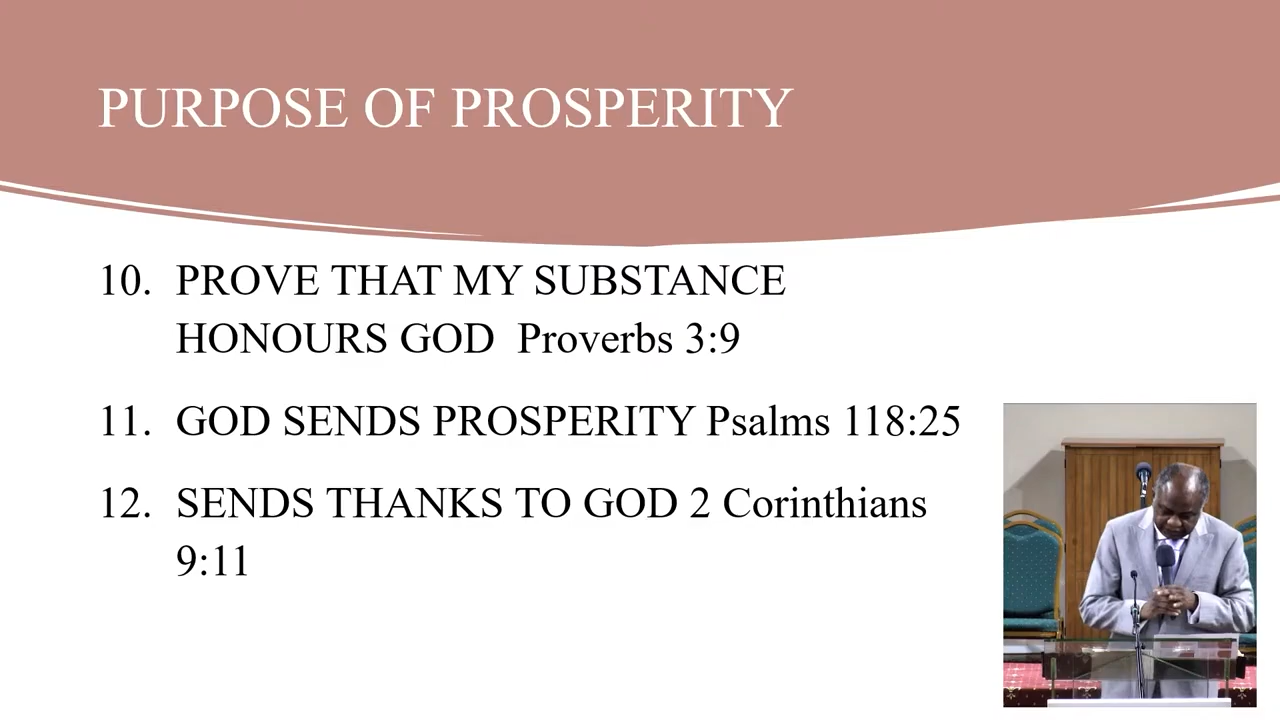 PURPOSE OF PROSPERITY
10. PROVE THAT MY SUBSTANCE
HONOURS GOD Proverbs 3:9
11. GOD SENDS PROSPERITY Psalms 118:25
12. SENDS THANKS TO GOD 2 Corinthians
9:11